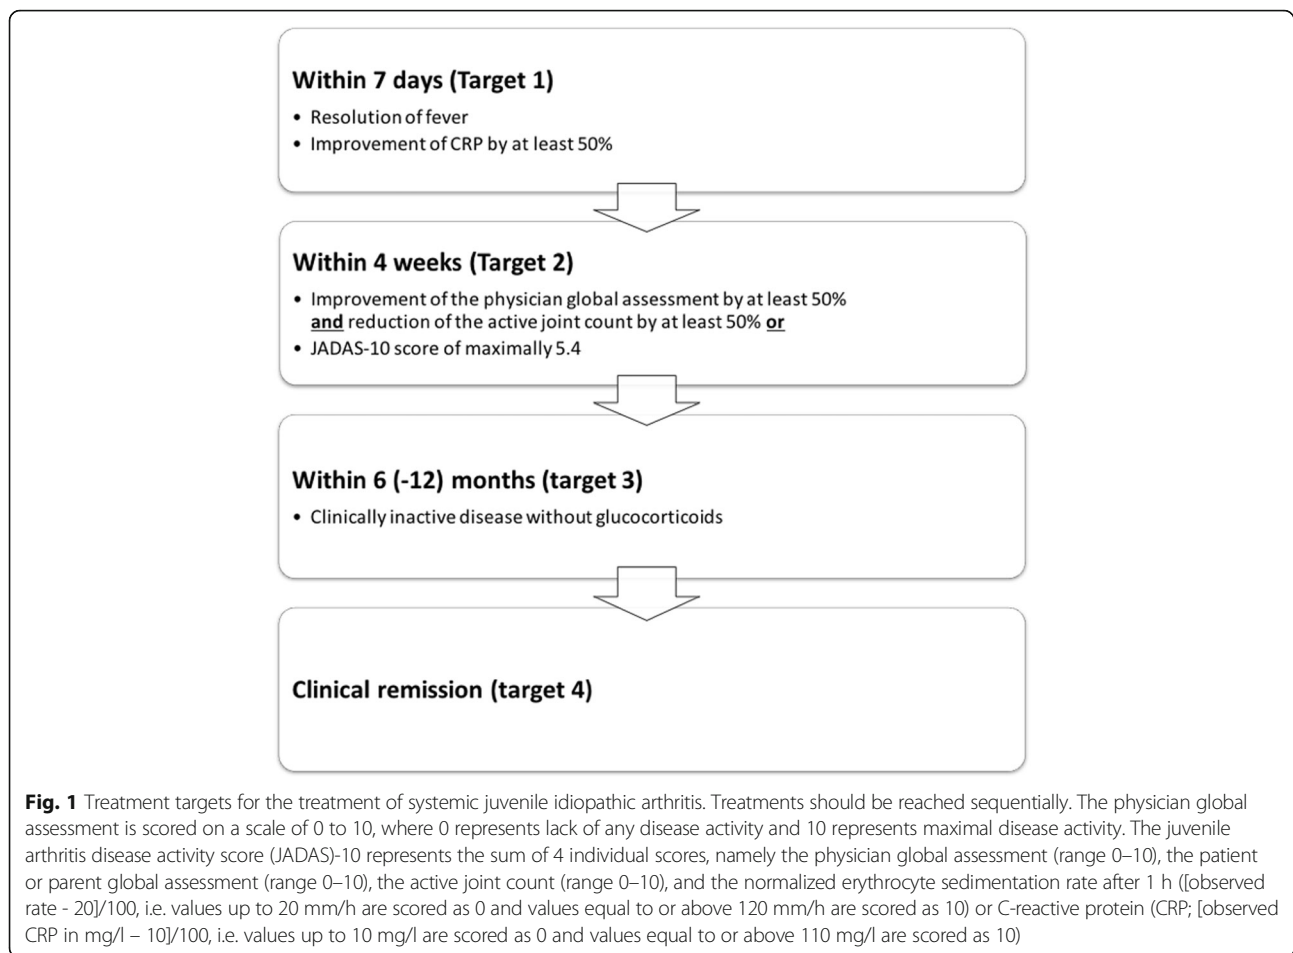 Within 7 days (Target 1)
• Resolution of fever
• Improvement of CRP by at least 50%
Within 4 weeks (Target 2)
• Improvement of the physician global assessment by at least 50%
and reduction of the active joint count by at least 50% or
• JADAS-10 score of maximally 5.4
Within 6 (-12) months (target 3)
• Clinically inactive disease without glucocorticoids
Clinical remission (target 4)
Fig. 1 Treatment targets for the treatment of systemic juvenile idiopathic arthritis. Treatments should be reached sequentially. The physician global
assessment is scored on a scale of 0 to 10, where 0 represents lack of any disease activity and 10 represents maximal disease activity. The juvenile
arthritis disease activity score (JADAS)-10 represents the sum of 4 individual scores, namely the physician global assessment (range 0–10), the patient
or parent global assessment (range 0–10), the active joint count (range 0–10), and the normalized erythrocyte sedimentation rate after 1 h ([observed
rate - 20]/100, i.e. values up to 20 mm/h are scored as 0 and values equal to or above 120 mm/h are scored as 10) or C-reactive protein (CRP; [observed
CRP in mg/l – 10]/100, i.e. values up to 10 mg/l are scored as 0 and values equal to or above 110 mg/l are scored as 10)